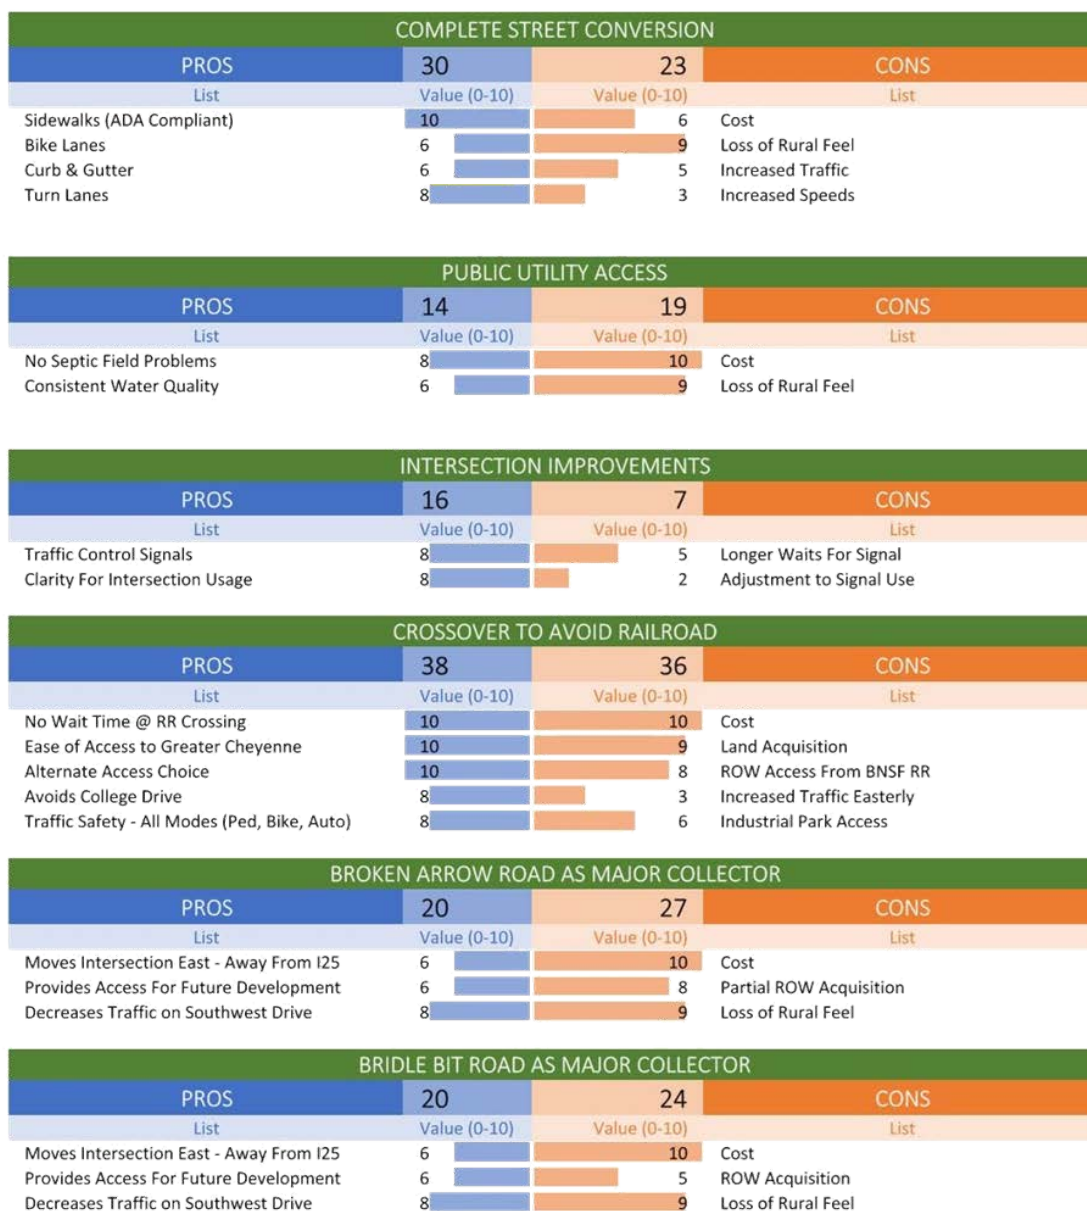 COMPLETE STREET CONVERSION
PROS 30 23 CONS
List Value (0-10) Value (0-10) List
Sidewalks (ADA Compliant) 10 6 Cost
Bike Lanes 6 9 Loss of Rural Feel
Curb & Gutter 6 5 Increased Traffic
Turn Lanes 8 3 Increased Speeds
PUBLIC UTILITY ACCESS
PROS 14 19 CONS
List Value (0-10) Value (0-10) List
No Septic Field Problems 8 10 Cost
Consistent Water Quality 6 9 Loss of Rural Feel
INTERSECTION IMPROVEMENTS
PROS 16 7 CONS
List Value (0-10) Value (0-10) List
Traffic Control Signals 8 5 Longer Waits For Signal
Clarity For Intersection Usage 8 2 Adjustment to Signal Use
CROSSOVER TO AVOID RAILROAD
PROS 38 36 CONS
List Value (0-10) Value (0-10) List
No Wait Time @ RR Crossing 10 10 Cost
Ease of Access to Greater Cheyenne 10 9 Land Acquisition
Alternate Access Choice 10 8 ROW Access From BNSF RR
Avoids College Drive 8 3 Increased Traffic Easterly
Traffic Safety - All Modes (Ped, Bike, Auto) 8 6 Industrial Park Access
BROKEN ARROW ROAD AS MAJOR COLLECTOR
PROS 20 27 CONS
List Value (0-10) Value (0-10) List
Moves Intersection East - Away From I25 6 10 Cost
Provides Access For Future Development 6 8 Partial ROW Acquisition
Decreases Traffic on Southwest Drive 8 9 Loss of Rural Feel
BRIDLE BIT ROAD AS MAJOR COLLECTOR
PROS 20 24 CONS
List Value (0-10) Value (0-10) List
Moves Intersection East - Away From I25 6 10 Cost
Provides Access For Future Development 6 5 ROW Acquisition
Decreases Traffic on Southwest Drive 8 9 Loss of Rural Feel